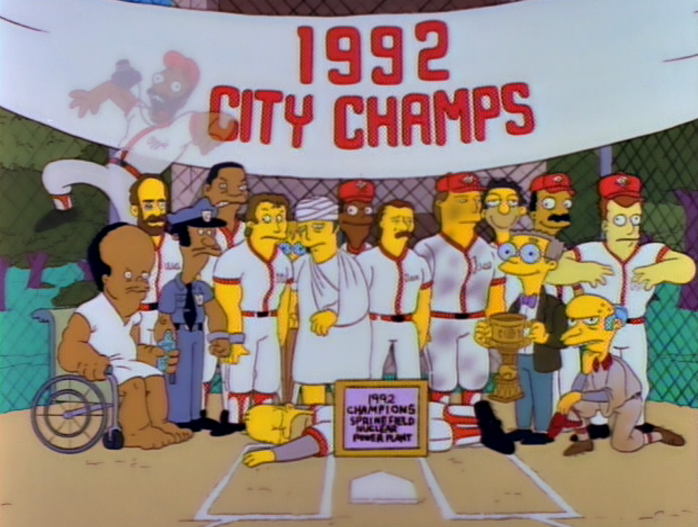 1992
CITY CHAMPS
1992
CHAMPIONS
SPRINGFIELD
NUCLEAR
POWER PLANT